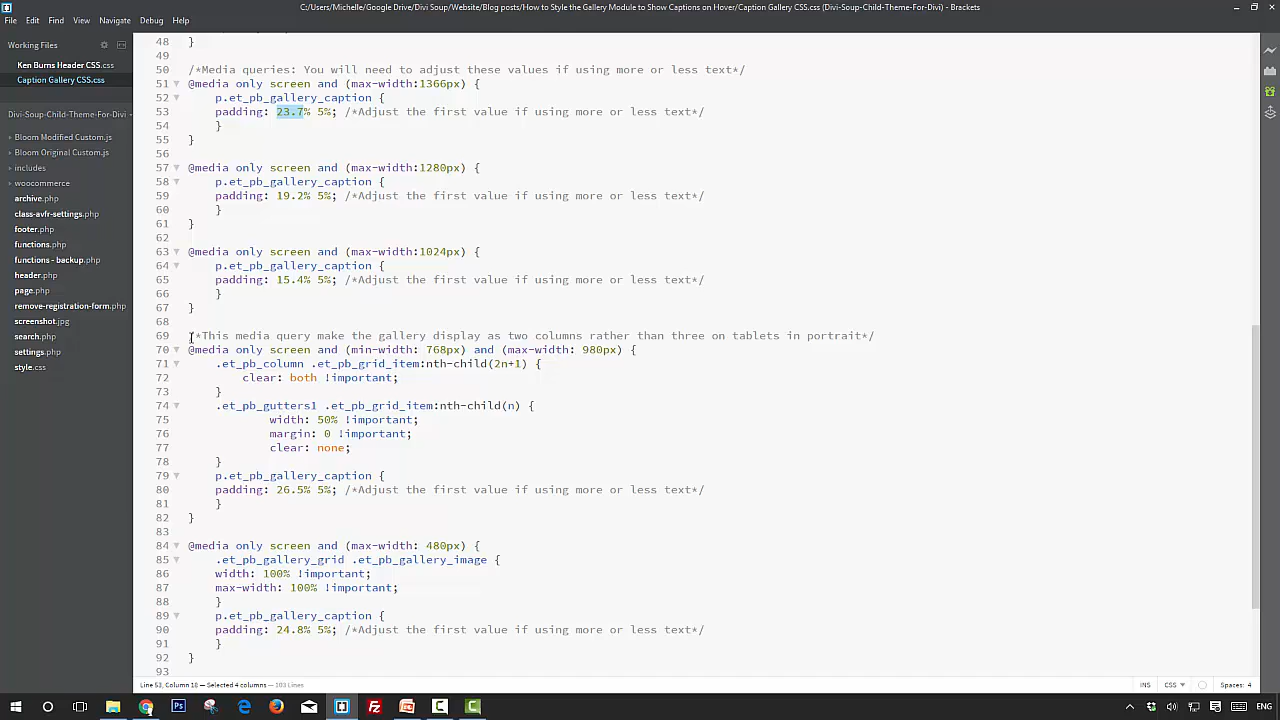 C:/Users/Michelle/Google Drive/Divi Soup/Website/Blog posts/How to Style the Gallery Module to Show Captions on Hover/Caption Gallery CSS.css (Divi-Soup-Child-Theme-For-Divi) - Brackets
File Edit Find View Navigate Debug Help
Working Files
Ken Burns Header CSS.css
Caption Gallery CSS.css
Divi-Soup-Child-Theme-For-Divi
Bloom Modified Custom.js
Bloom Original Custom.js
includes
woocommerce
archive.php
class-avfr-settings.php
footer.php
functions.php
functions - backup.php
header.php
page.php
remove-registration-form.php
screenshot.jpg
search.php
settings.php
style.css
48 }
49
50 /*Media queries: You will need to adjust these values if using more or less text*/
51 @media only screen and (max-width:1366px) {
52 p.et_pb_gallery_caption {
53 padding: 23.7% 5%; /*Adjust the first value if using more or less text*/
54 }
55 }
56
57 @media only screen and (max-width:1280px) {
58 p.et_pb_gallery_caption {
59 padding: 19.2% 5%; /*Adjust the first value if using more or less text*/
60 }
61 }
62
63 @media only screen and (max-width:1024px) {
64 p.et_pb_gallery_caption {
65 padding: 15.4% 5%; /*Adjust the first value if using more or less text*/
66 }
67 }
68
69 /*This media query make the gallery display as two columns rather than three on tablets in portrait*/
70 @media only screen and (min-width: 768px) and (max-width: 980px) {
71 .et_pb_column .et_pb_grid_item:nth-child(2n+1) {
72 clear: both !important;
73 }
74 .et_pb_gutters1 .et_pb_grid_item:nth-child(n) {
75 width: 50% !important;
76 margin: 0 !important;
77 clear: none;
78 }
79 p.et_pb_gallery_caption {
80 padding: 26.5% 5%; /*Adjust the first value if using more or less text*/
81 }
82 }
83
84 @media only screen and (max-width: 480px) {
85 .et_pb_gallery_grid .et_pb_gallery_image {
86 width: 100% !important;
87 max-width: 100% !important;
88 }
89 p.et_pb_gallery_caption {
90 padding: 24.8% 5%; /*Adjust the first value if using more or less text*/
91 }
92 }
93
Line 53, Column 18 — Selected 4 columns — 203 Lines
INS CSS Spaces: 4
ENG